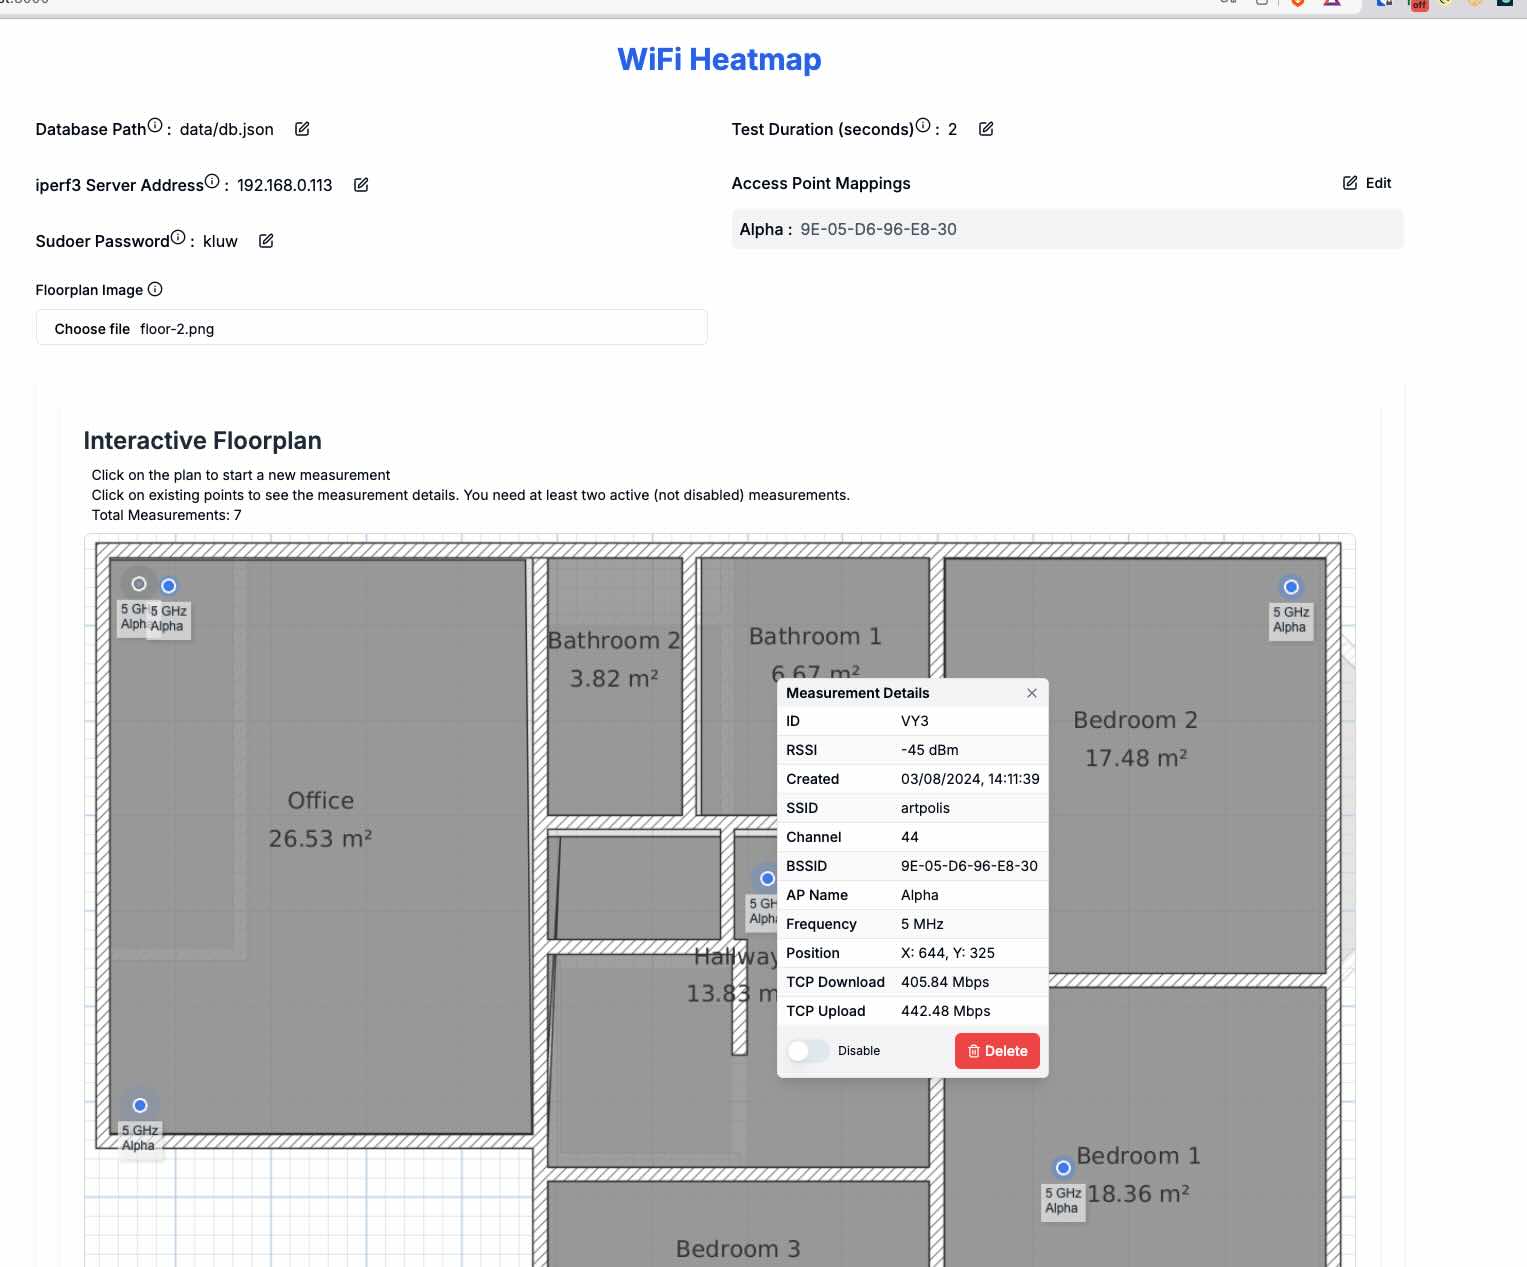 off
WiFi Heatmap
Database Path : data/db.json
Test Duration (seconds) : 2
iperf3 Server Address : 192.168.0.113
Access Point Mappings
Edit
Alpha : 9E-05-D6-96-E8-30
Sudoer Password : kluw
Floorplan Image
Choose file floor-2.png
Interactive Floorplan
Click on the plan to start a new measurement
Click on existing points to see the measurement details. You need at least two active (not disabled) measurements.
Total Measurements: 7
5 GHz
Alpha
5 GHz
Alpha
Bathroom 2
3.82 m²
Bathroom 1
6.67 m²
5 GHz
Alpha
Office
26.53 m²
Bedroom 2
17.48 m²
Measurement Details
ID VY3
RSSI -45 dBm
Created 03/08/2024, 14:11:39
SSID artpolis
Channel 44
BSSID 9E-05-D6-96-E8-30
AP Name Alpha
Frequency 5 MHz
Position X: 644, Y: 325
TCP Download 405.84 Mbps
TCP Upload 442.48 Mbps
Disable
Delete
5 GH
Alpha
Hallway
13.83 m
5 GHz
Alpha
Bedroom 1
18.36 m²
5 GHz
Alpha
Bedroom 3